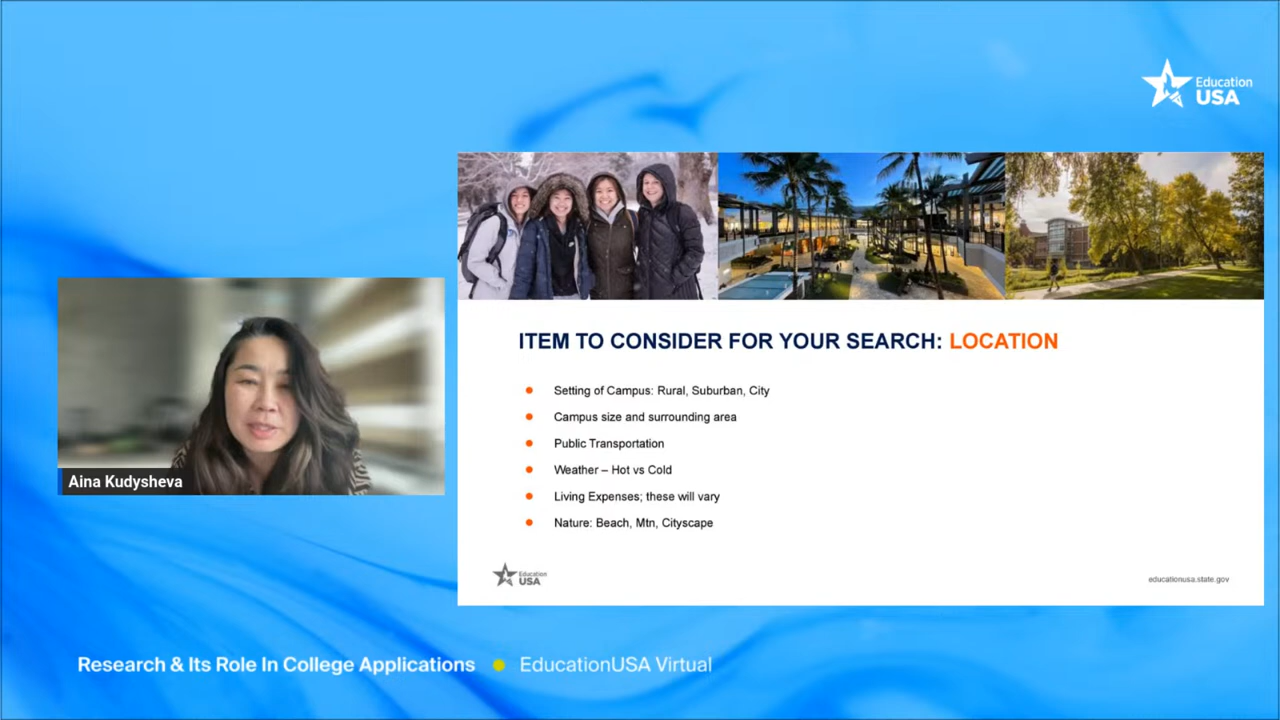 Education
USA
ITEM TO CONSIDER FOR YOUR SEARCH: LOCATION
Setting of Campus: Rural, Suburban, City
Campus size and surrounding area
Public Transportation
Weather – Hot vs Cold
Living Expenses; these will vary
Nature: Beach, Mtn, Cityscape
Aina Kudysheva
Education
USA
educationusa.state.gov
Research & Its Role In College Applications ● EducationUSA Virtual